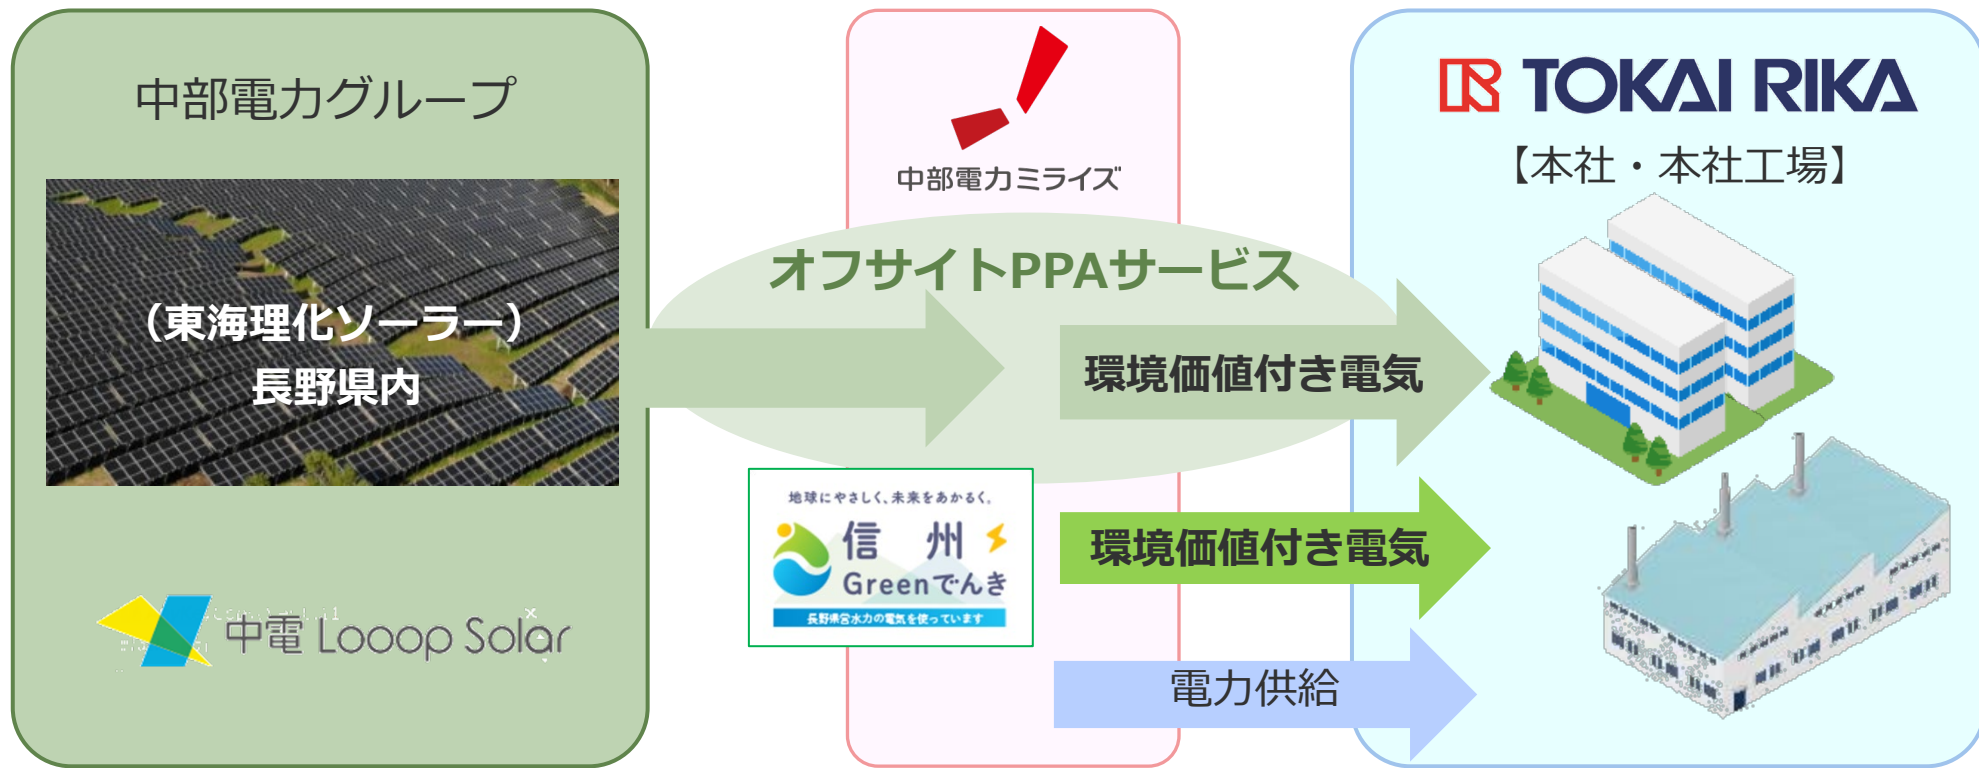 中部電力グループ
（東海理化ソーラー）
長野県内
中電 Looop Solar
中部電力ミライズ
オフサイトPPAサービス
環境価値付き電気
地球にやさしく、未来をあかるく。
信州
Greenでんき
長野県営水力の電気を使っています
環境価値付き電気
電力供給
TOKAI RIKA
【本社・本社工場】